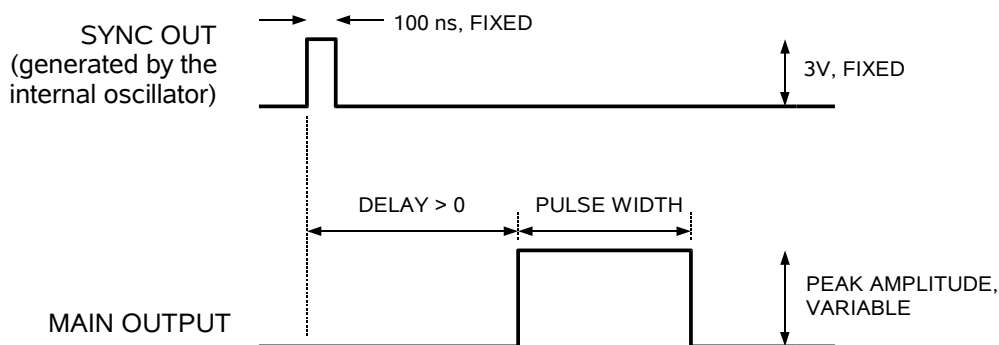 100 ns, FIXED
SYNC OUT
(generated by the
internal oscillator)
3V, FIXED
DELAY > 0
PULSE WIDTH
PEAK AMPLITUDE,
VARIABLE
MAIN OUTPUT